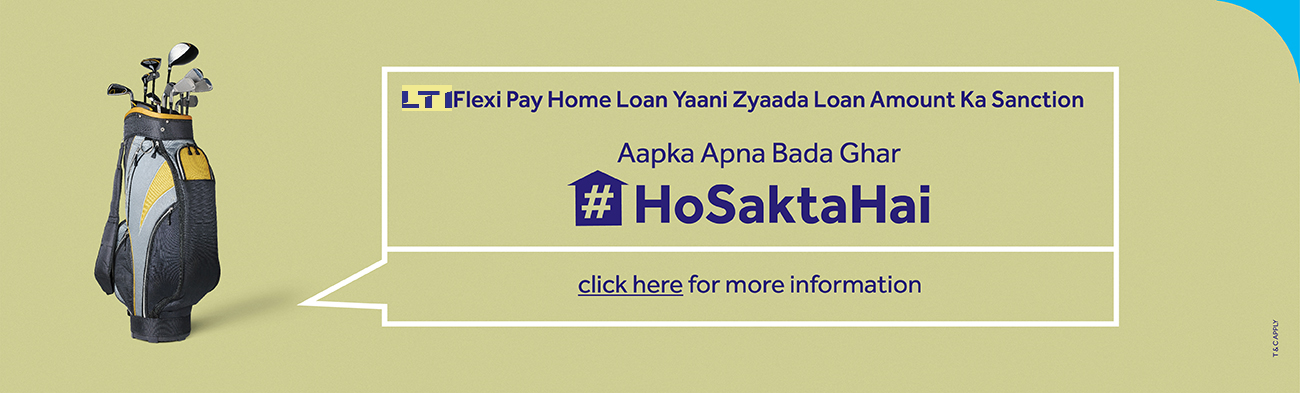 LTI Flexi Pay Home Loan Yaani Zyaada Loan Amount Ka Sanction
Aapka Apna Bada Ghar
#HoSaktaHai
click here for more information
T & C APPLY